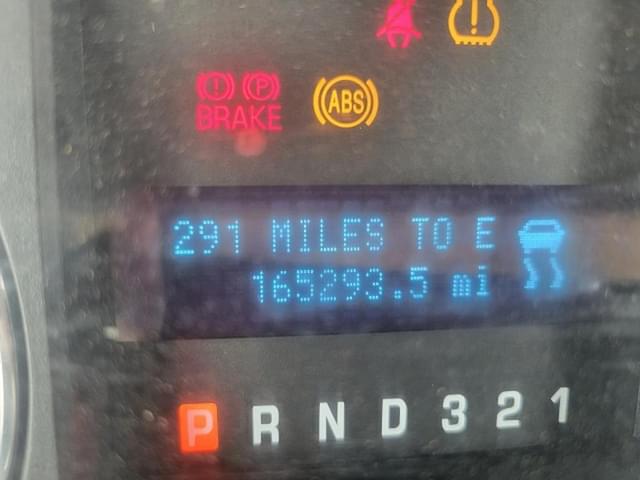 ! P
BRAKE
ABS
291 MILES TO E
165293.5 mi
P R N D 3 2 1